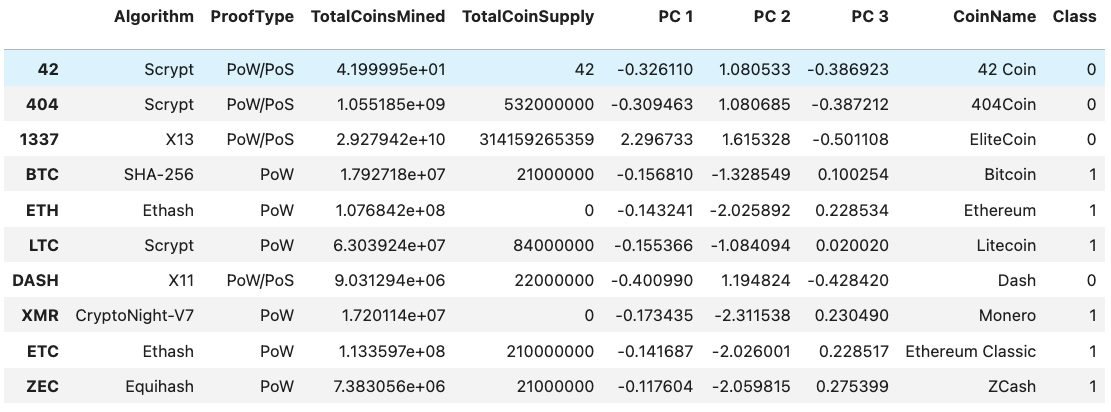 Algorithm ProofType TotalCoinsMined TotalCoinSupply PC 1 PC 2 PC 3 CoinName Class
42 Scrypt PoW/PoS 4.199995e+01 42 -0.326110 1.080533 -0.386923 42 Coin 0
404 Scrypt PoW/PoS 1.055185e+09 532000000 -0.309463 1.080685 -0.387212 404Coin 0
1337 X13 PoW/PoS 2.927942e+10 314159265359 2.296733 1.615328 -0.501108 EliteCoin 0
BTC SHA-256 PoW 1.792718e+07 21000000 -0.156810 -1.328549 0.100254 Bitcoin 1
ETH Ethash PoW 1.076842e+08 0 -0.143241 -2.025892 0.228534 Ethereum 1
LTC Scrypt PoW 6.303924e+07 84000000 -0.155366 -1.084094 0.020020 Litecoin 1
DASH X11 PoW/PoS 9.031294e+06 22000000 -0.400990 1.194824 -0.428420 Dash 0
XMR CryptoNight-V7 PoW 1.720114e+07 0 -0.173435 -2.311538 0.230490 Monero 1
ETC Ethash PoW 1.133597e+08 210000000 -0.141687 -2.026001 0.228517 Ethereum Classic 1
ZEC Equihash PoW 7.383056e+06 21000000 -0.117604 -2.059815 0.275399 ZCash 1